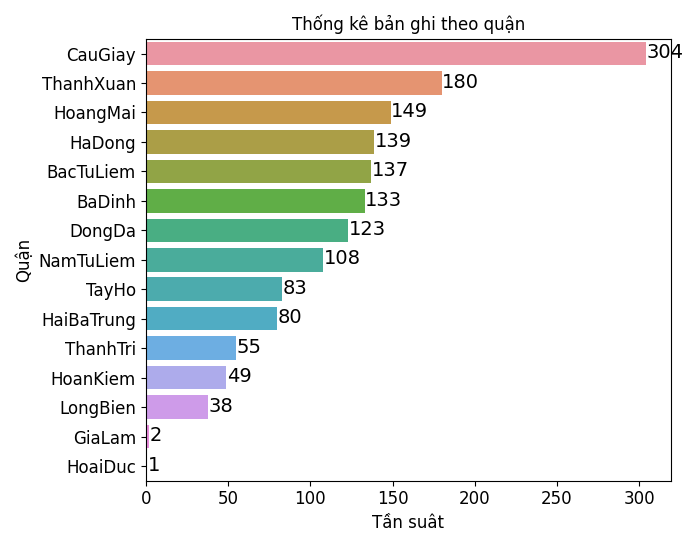 Thống kê bản ghi theo quận
CauGiay 304
ThanhXuan 180
HoangMai 149
HaDong 139
BacTuLiem 137
BaDinh 133
DongDa 123
NamTuLiem 108
TayHo 83
HaiBaTrung 80
ThanhTri 55
HoanKiem 49
LongBien 38
GiaLam 2
HoaiDuc 1
Quận
0 50 100 150 200 250 300
Tần suât